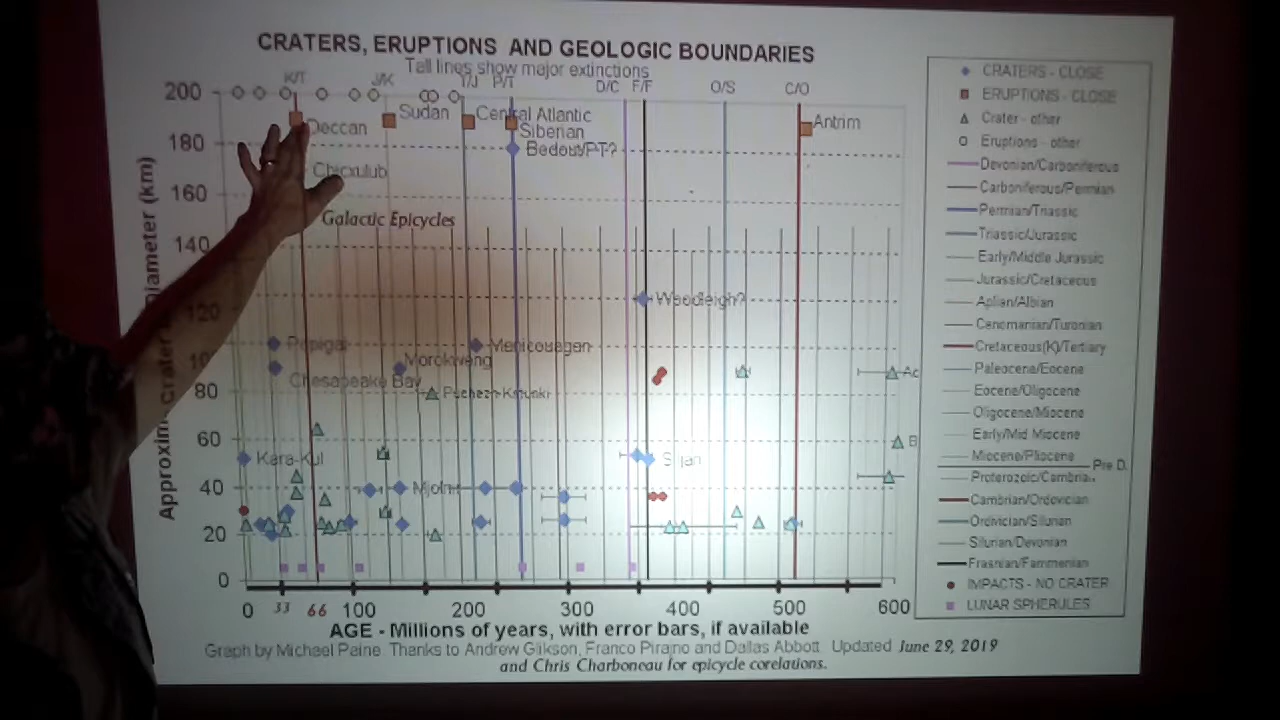 CRATERS, ERUPTIONS AND GEOLOGIC BOUNDARIES
Tall lines show major extinctions
K/T J/K T/J P/T D/C F/F O/S C/O
200
180
160
140
120
80
60
40
20
0
Diameter (km)
Deccan
Sudan
Central Atlantic
Siberian
Antrim
Bedout/PT?
Chicxulub
Galactic Epicycles
Woodleigh?
Popigai
Manicouagan
Morokweng
Chesapeake Bay
Puchezh-Katunki
Ac
B
Kara-Kul
Siljan
Mjolnir
0 33 66 100 200 300 400 500 600
AGE - Millions of years, with error bars, if available
Graph by Michael Paine. Thanks to Andrew Glikson, Franco Pirajno and Dallas Abbott Updated June 29, 2019
and Chris Charboneau for epicycle corelations.
CRATERS - CLOSE
ERUPTIONS - CLOSE
Crater - other
Eruptions - other
Devonian/Carboniferous
Carboniferous/Permian
Permian/Triassic
Triassic/Jurassic
Early/Middle Jurassic
Jurassic/Cretaceous
Aptian/Albian
Cenomanian/Turonian
Cretaceous(K)/Tertiary
Paleocene/Eocene
Eocene/Oligocene
Oligocene/Miocene
Early/Mid Miocene
Miocene/Pliocene
Pre D.
Proterozoic/Cambrian
Cambrian/Ordovician
Ordivician/Silurian
Silurian/Devonian
Frasnian/Fammenian
IMPACTS - NO CRATER
LUNAR SPHERULES